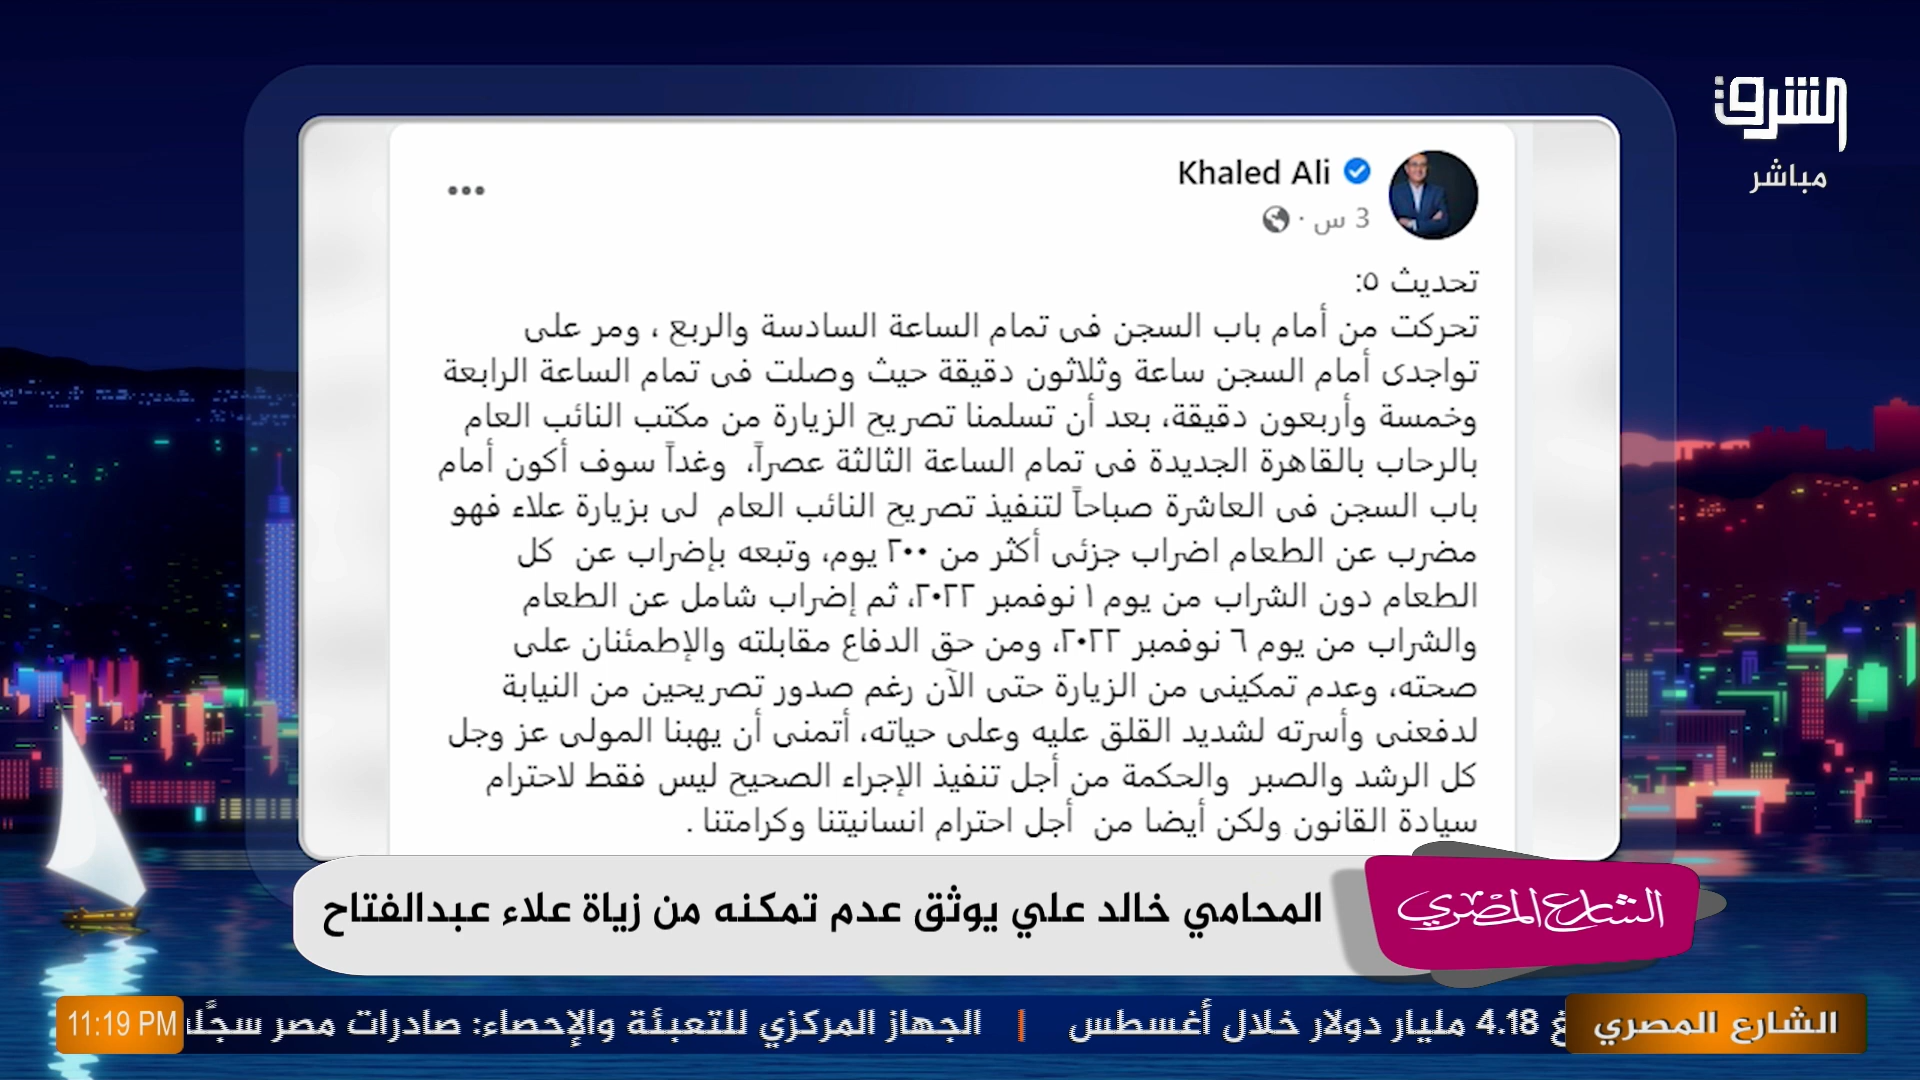 الشرق
مباشر
Khaled Ali
3 س ·
تحديث ٥:
تحركت من أمام باب السجن فى تمام الساعة السادسة والربع ، ومر على
تواجدى أمام السجن ساعة وثلاثون دقيقة حيث وصلت فى تمام الساعة الرابعة
وخمسة وأربعون دقيقة، بعد أن تسلمنا تصريح الزيارة من مكتب النائب العام
بالرحاب بالقاهرة الجديدة فى تمام الساعة الثالثة عصراً، وغداً سوف أكون أمام
باب السجن فى العاشرة صباحاً لتنفيذ تصريح النائب العام لى بزيارة علاء فهو
مضرب عن الطعام اضراب جزئى أكثر من ٢٠٠ يوم، وتبعه بإضراب عن كل
الطعام دون الشراب من يوم ١ نوفمبر ٢٠٢٢، ثم إضراب شامل عن الطعام
والشراب من يوم ٦ نوفمبر ٢٠٢٢، ومن حق الدفاع مقابلته والإطمئنان على
صحته، وعدم تمكينى من الزيارة حتى الآن رغم صدور تصريحين من النيابة
لدفعنى وأسرته لشديد القلق عليه وعلى حياته، أتمنى أن يهبنا المولى عز وجل
كل الرشد والصبر والحكمة من أجل تنفيذ الإجراء الصحيح ليس فقط لاحترام
سيادة القانون ولكن أيضا من أجل احترام انسانيتنا وكرامتنا .
الشارع المصري
المحامي خالد علي يوثق عدم تمكنه من زياة علاء عبدالفتاح
الشارع المصري
4.18 مليار دولار خلال أغسطس | الجهاز المركزي للتعبئة والإحصاء: صادرات مصر
11:19 PM